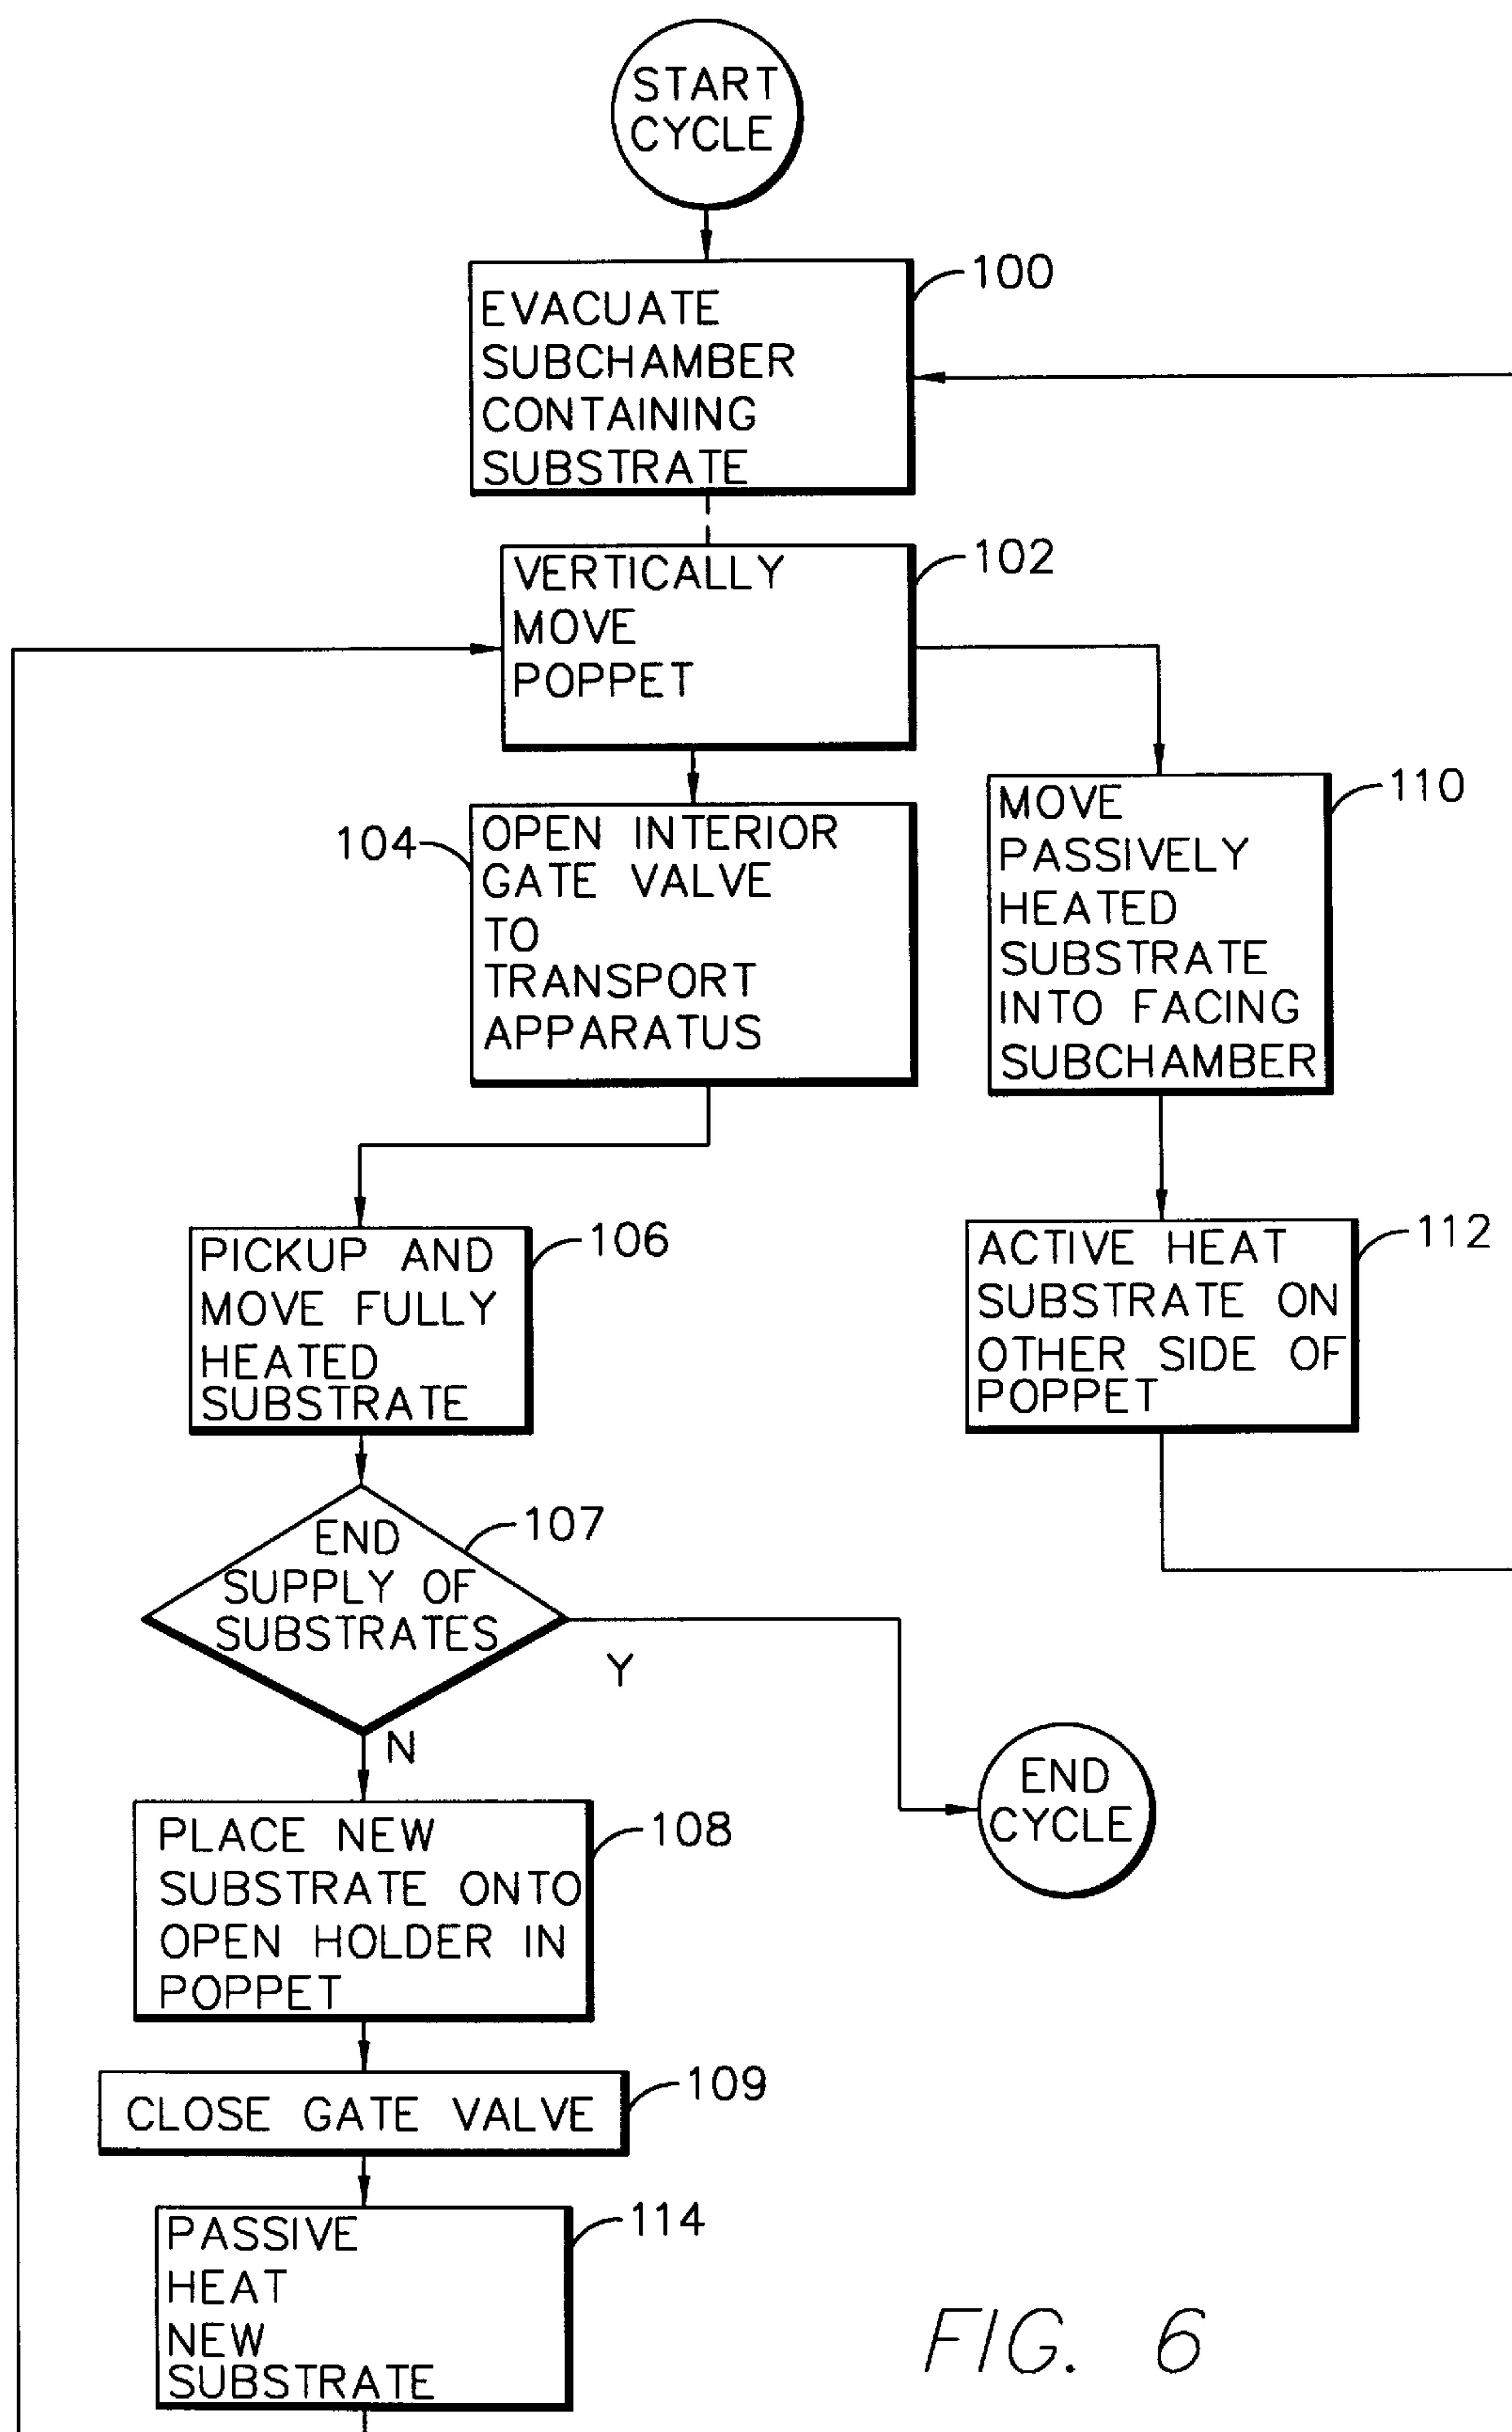 START
CYCLE
100
EVACUATE
SUBCHAMBER
CONTAINING
SUBSTRATE
102
VERTICALLY
MOVE
POPPET
104
OPEN INTERIOR
GATE VALVE
TO
TRANSPORT
APPARATUS
110
MOVE
PASSIVELY
HEATED
SUBSTRATE
INTO FACING
SUBCHAMBER
106
PICKUP AND
MOVE FULLY
HEATED
SUBSTRATE
112
ACTIVE HEAT
SUBSTRATE ON
OTHER SIDE OF
POPPET
107
END
SUPPLY OF
SUBSTRATES
Y
N
END
CYCLE
108
PLACE NEW
SUBSTRATE ONTO
OPEN HOLDER IN
POPPET
109
CLOSE GATE VALVE
114
PASSIVE
HEAT
NEW
SUBSTRATE
FIG. 6